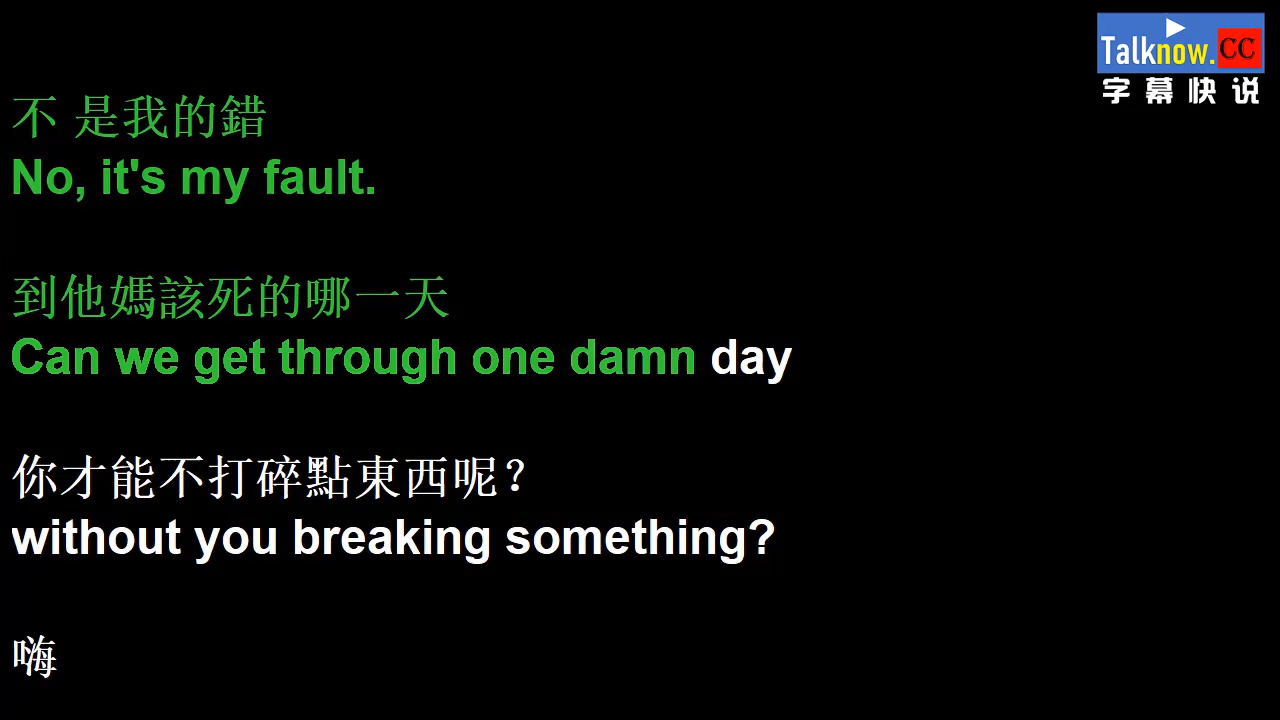 Talknow.CC
字幕快说
不 是我的錯
No, it's my fault.
到他媽該死的哪一天
Can we get through one damn day
你才能不打碎點東西呢？
without you breaking something?
嗨